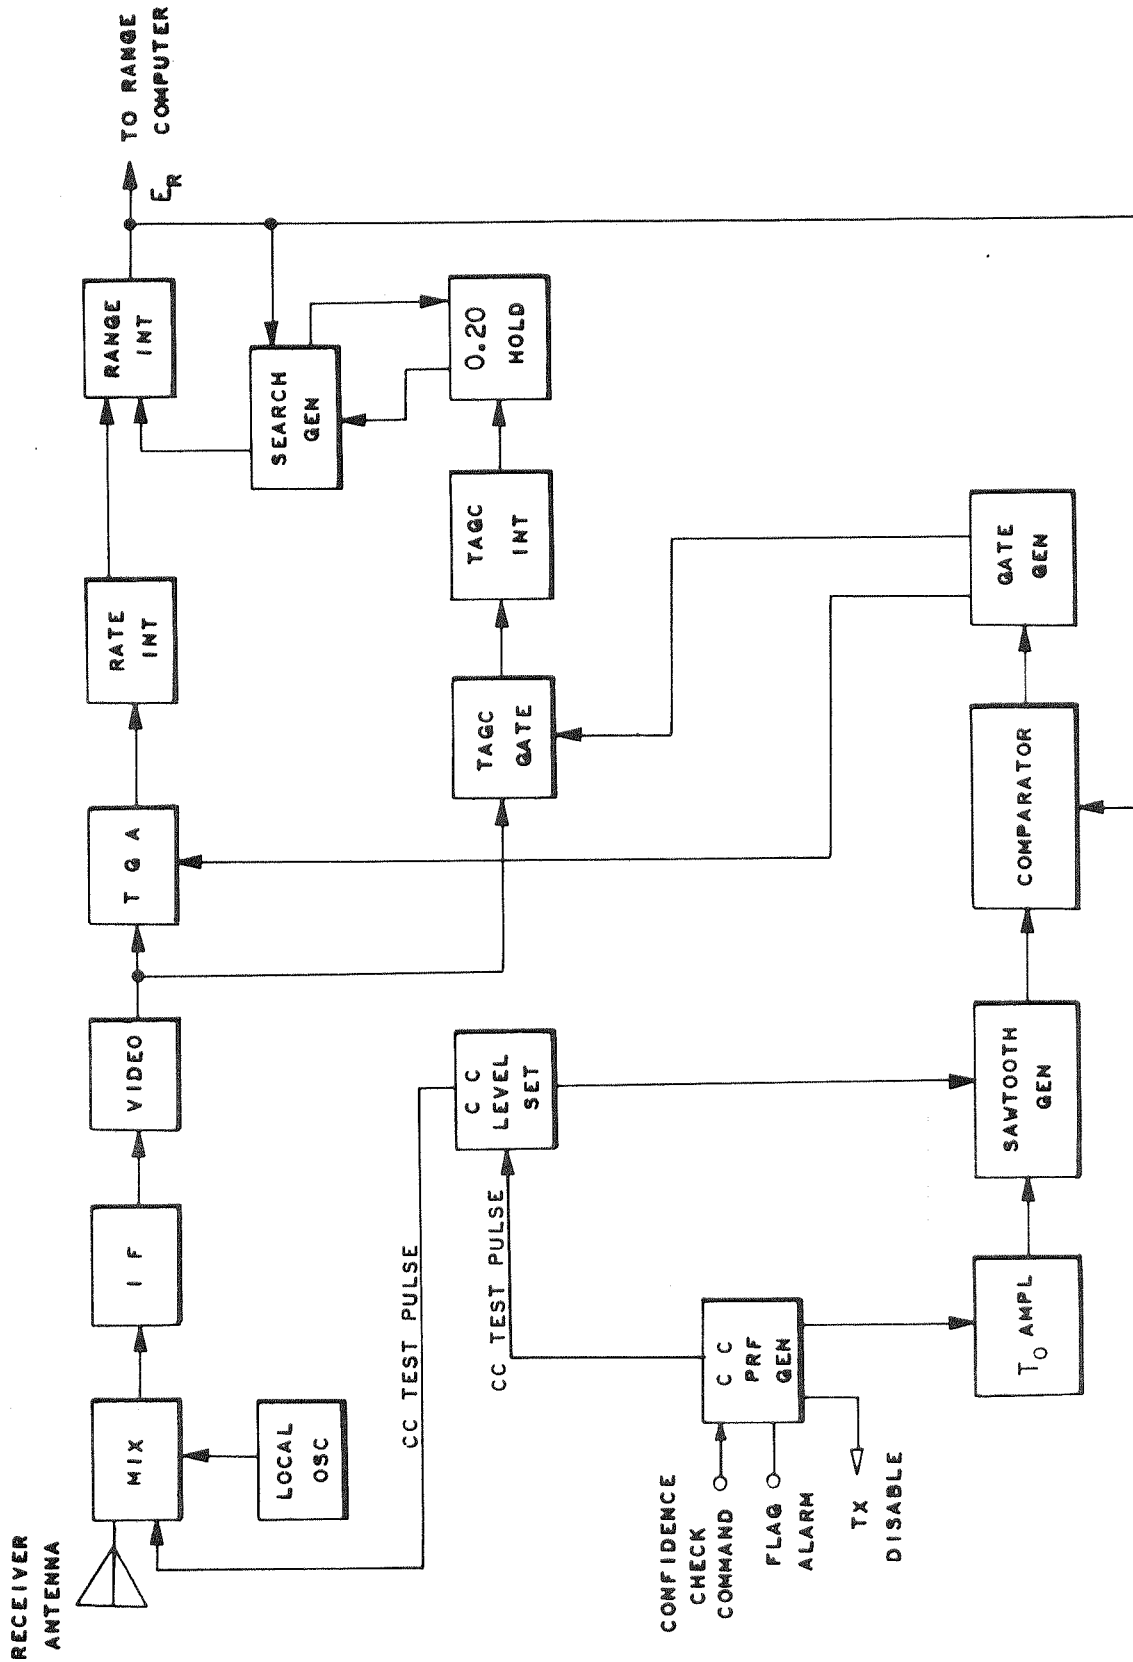 RECEIVER
ANTENNA
MIX
I F
VIDEO
T G A
RATE
INT
RANGE
INT
TO RANGE
COMPUTER
E_R
LOCAL
OSC
SEARCH
GEN
CC TEST PULSE
C C
LEVEL
SET
TAGC
GATE
TAGC
INT
0.20
HOLD
CC TEST PULSE
CONFIDENCE
CHECK
COMMAND
FLAG
ALARM
TX
DISABLE
C C
PRF
GEN
T_O AMPL
SAWTOOTH
GEN
COMPARATOR
GATE
GEN